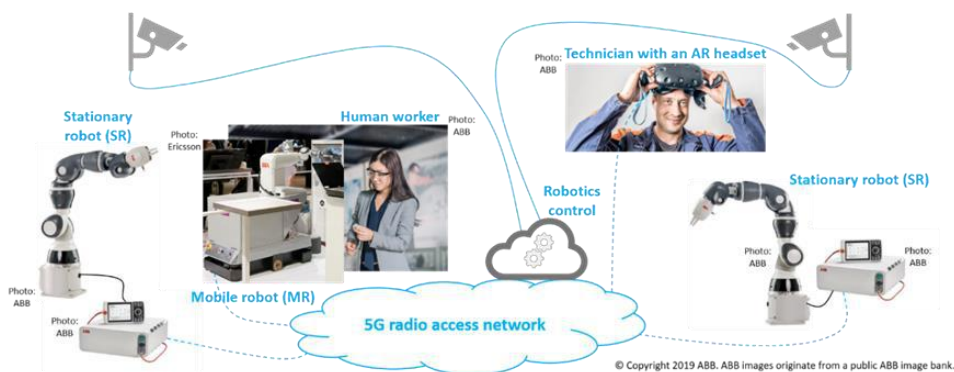 Photo:
ABB
Technician with an AR headset
Stationary
robot (SR)
Photo:
Ericsson
Human worker
Photo:
ABB
Robotics
control
Stationary robot (SR)
Photo:
ABB
Photo:
ABB
Photo:
ABB
Mobile robot (MR)
Photo:
ABB
5G radio access network
© Copyright 2019 ABB. ABB images originate from a public ABB image bank.